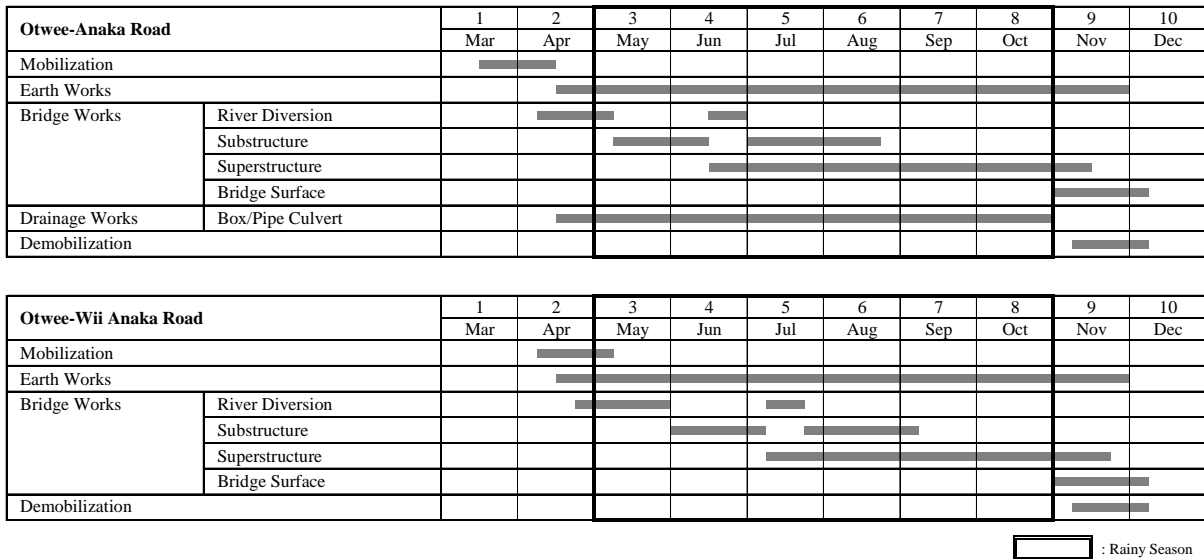 Otwee-Anaka Road 1 2 3 4 5 6 7 8 9 10
Mar Apr May Jun Jul Aug Sep Oct Nov Dec
Mobilization
Earth Works
Bridge Works River Diversion
Substructure
Superstructure
Bridge Surface
Drainage Works Box/Pipe Culvert
Demobilization
Otwee-Wii Anaka Road 1 2 3 4 5 6 7 8 9 10
Mar Apr May Jun Jul Aug Sep Oct Nov Dec
Mobilization
Earth Works
Bridge Works River Diversion
Substructure
Superstructure
Bridge Surface
Demobilization
: Rainy Season